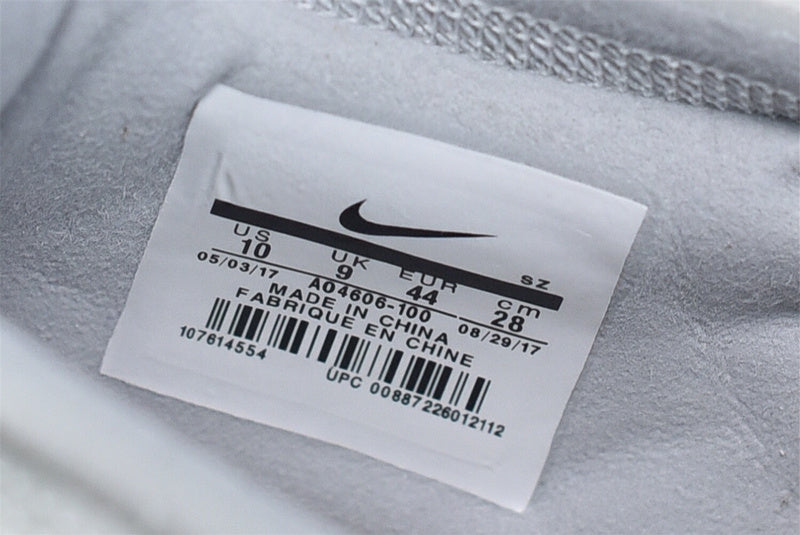 SZ
US UK EUR cm
10 9 44 28
05/03/17 A04606-100 08/29/17
MADE IN CHINA
FABRIQUE EN CHINE
107614554
UPC 00887226012112